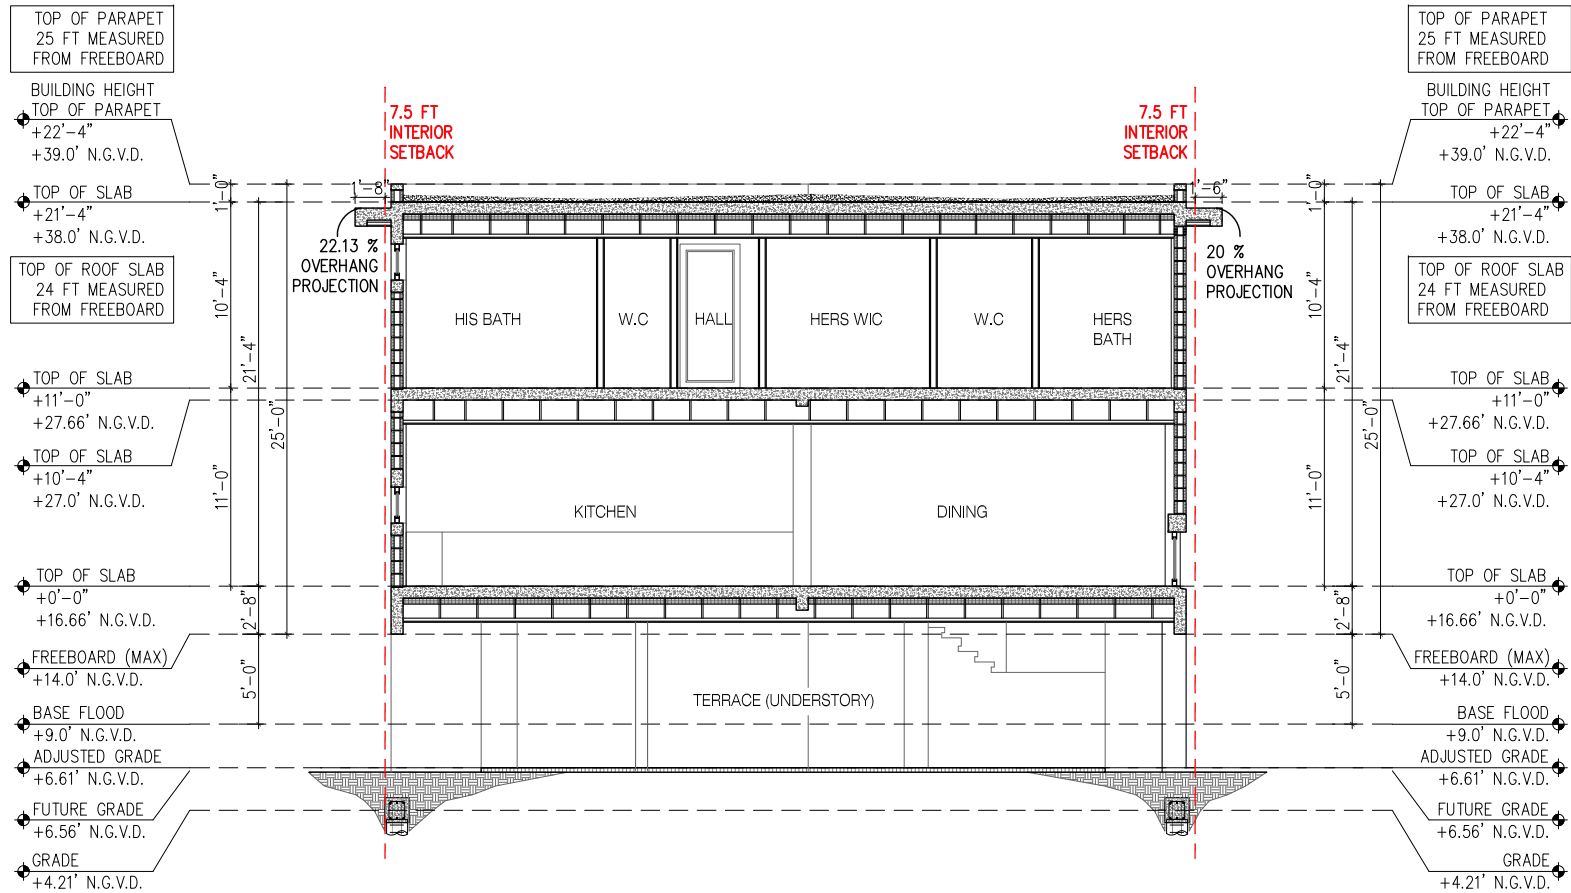 TOP OF PARAPET
25 FT MEASURED
FROM FREEBOARD
BUILDING HEIGHT
TOP OF PARAPET
+22'-4"
+39.0' N.G.V.D.
TOP OF SLAB
+21'-4"
+38.0' N.G.V.D.
TOP OF ROOF SLAB
24 FT MEASURED
FROM FREEBOARD
TOP OF SLAB
+11'-0"
+27.66' N.G.V.D.
TOP OF SLAB
+10'-4"
+27.0' N.G.V.D.
TOP OF SLAB
+0'-0"
+16.66' N.G.V.D.
FREEBOARD (MAX)
+14.0' N.G.V.D.
BASE FLOOD
+9.0' N.G.V.D.
ADJUSTED GRADE
+6.61' N.G.V.D.
FUTURE GRADE
+6.56' N.G.V.D.
GRADE
+4.21' N.G.V.D.
1'-0"
10'-4"
11'-0"
21'-4"
2'-8"
5'-0"
25'-0"
7.5 FT
INTERIOR
SETBACK
1'-8"
22.13 %
OVERHANG
PROJECTION
HIS BATH
W.C
HALL
HERS WIC
W.C
HERS
BATH
KITCHEN
DINING
TERRACE (UNDERSTORY)
7.5 FT
INTERIOR
SETBACK
1'-6"
20 %
OVERHANG
PROJECTION
1'-0"
10'-4"
11'-0"
21'-4"
2'-8"
5'-0"
25'-0"
TOP OF PARAPET
25 FT MEASURED
FROM FREEBOARD
BUILDING HEIGHT
TOP OF PARAPET
+22'-4"
+39.0' N.G.V.D.
TOP OF SLAB
+21'-4"
+38.0' N.G.V.D.
TOP OF ROOF SLAB
24 FT MEASURED
FROM FREEBOARD
TOP OF SLAB
+11'-0"
+27.66' N.G.V.D.
TOP OF SLAB
+10'-4"
+27.0' N.G.V.D.
TOP OF SLAB
+0'-0"
+16.66' N.G.V.D.
FREEBOARD (MAX)
+14.0' N.G.V.D.
BASE FLOOD
+9.0' N.G.V.D.
ADJUSTED GRADE
+6.61' N.G.V.D.
FUTURE GRADE
+6.56' N.G.V.D.
GRADE
+4.21' N.G.V.D.